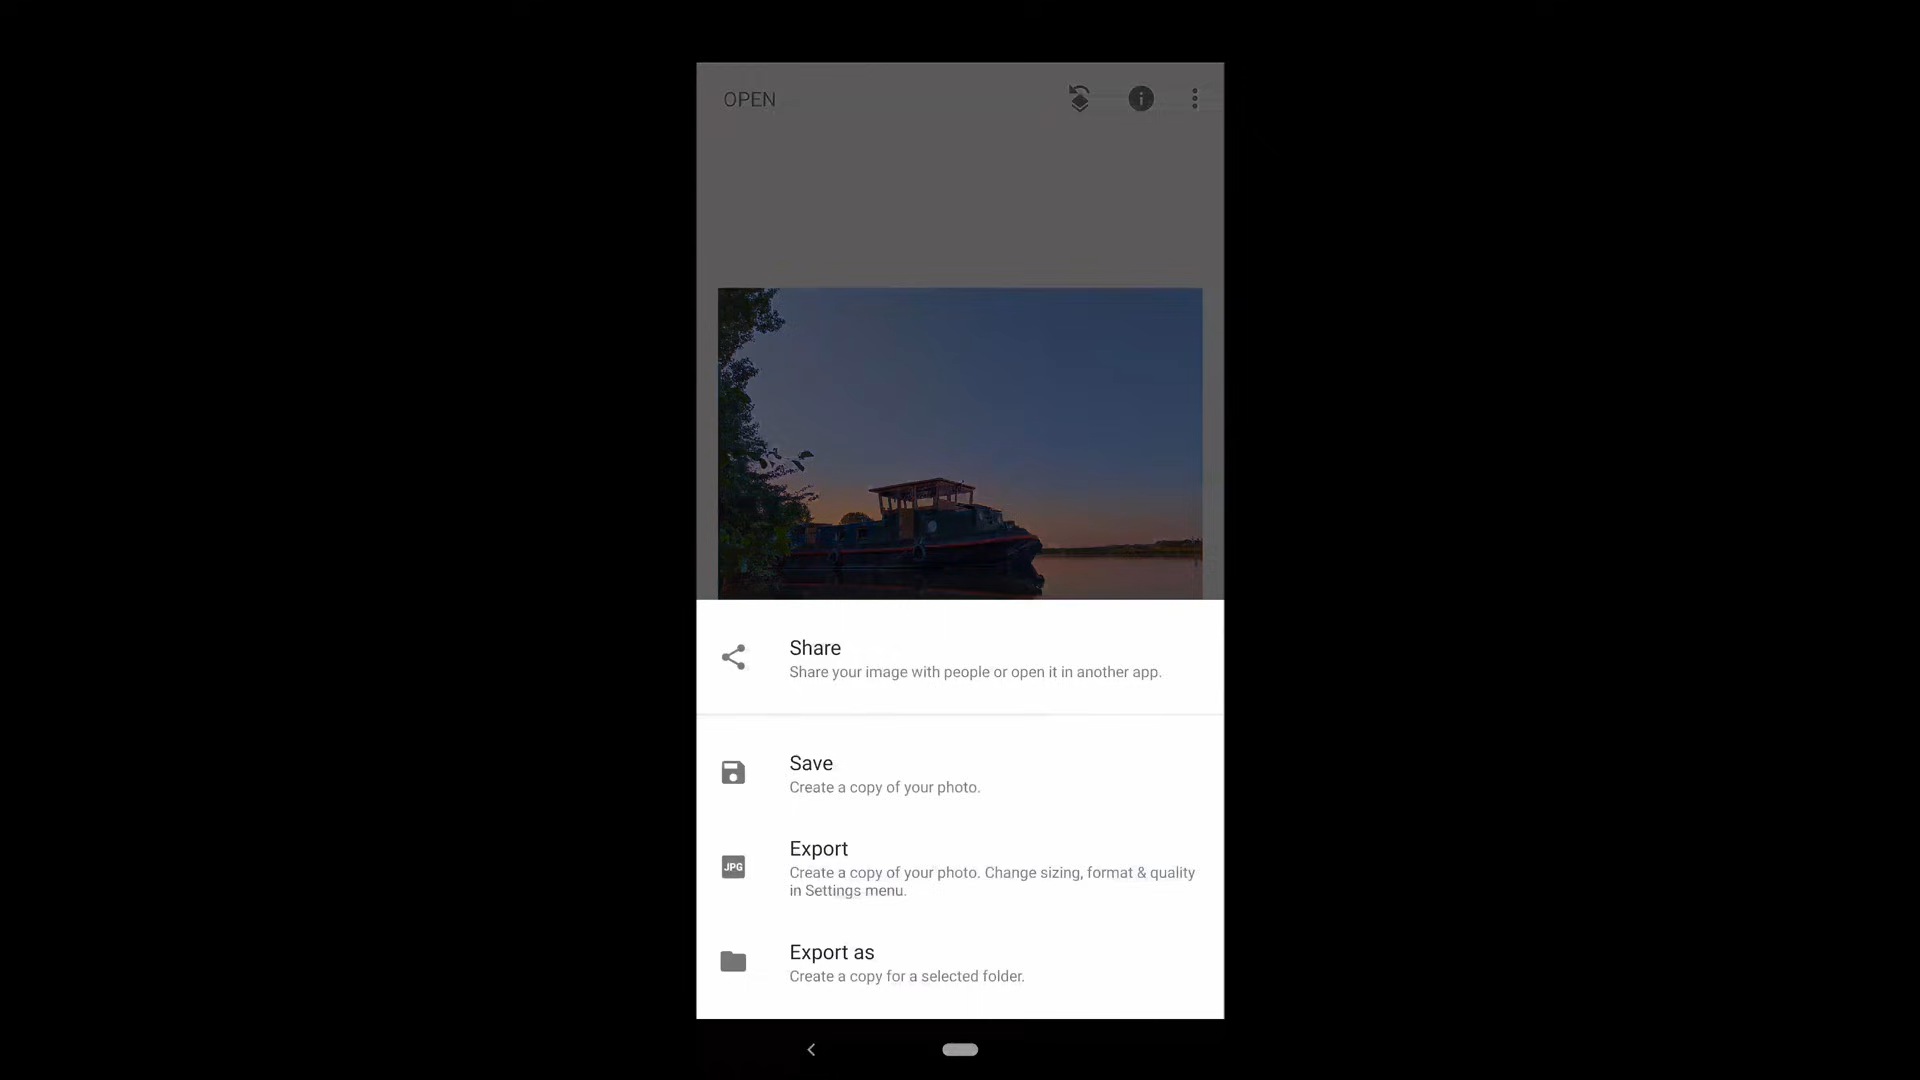 OPEN
Share
Share your image with people or open it in another app.
Save
Create a copy of your photo.
JPG
Export
Create a copy of your photo. Change sizing, format & quality
in Settings menu.
Export as
Create a copy for a selected folder.